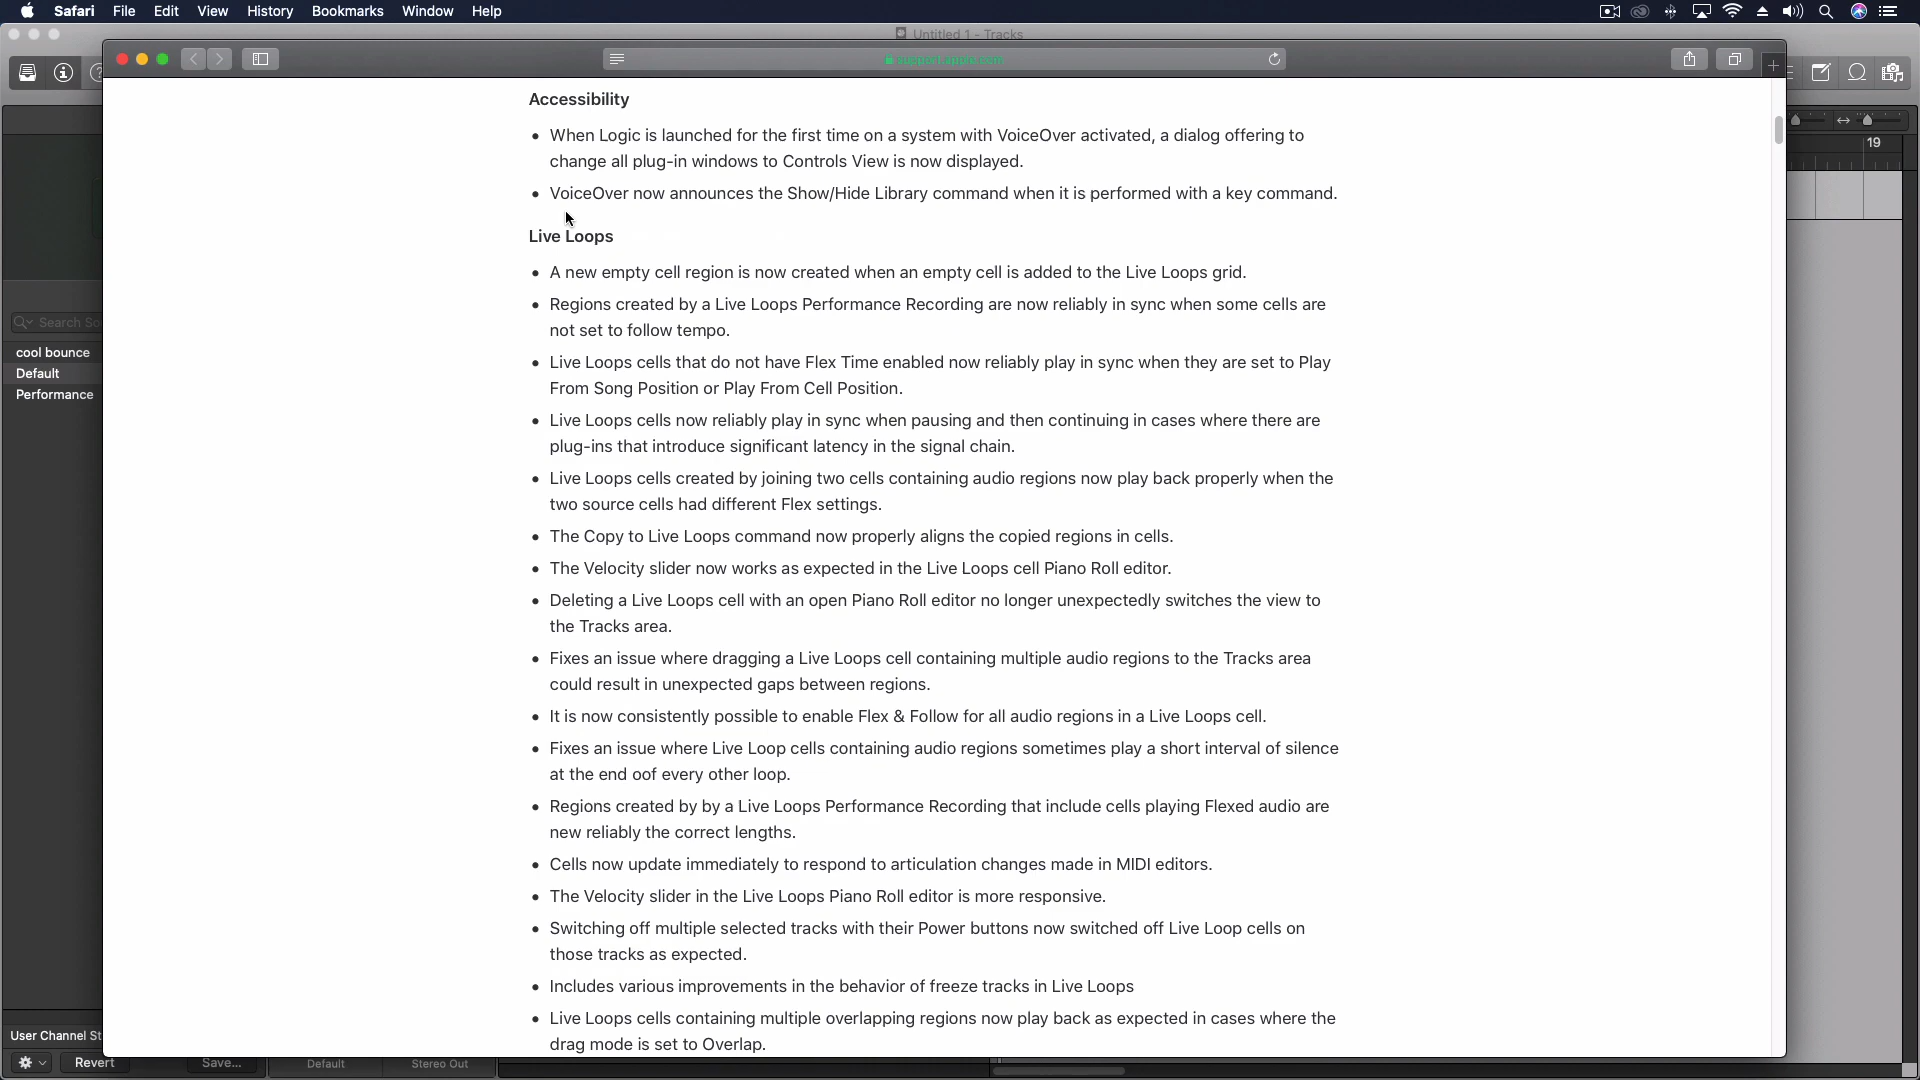 Safari File Edit View History Bookmarks Window Help
Untitled 1 - Tracks
support.apple.com
19
Search So
cool bounce
Default
Performance
Accessibility
• When Logic is launched for the first time on a system with VoiceOver activated, a dialog offering to
change all plug-in windows to Controls View is now displayed.
• VoiceOver now announces the Show/Hide Library command when it is performed with a key command.
Live Loops
• A new empty cell region is now created when an empty cell is added to the Live Loops grid.
• Regions created by a Live Loops Performance Recording are now reliably in sync when some cells are
not set to follow tempo.
• Live Loops cells that do not have Flex Time enabled now reliably play in sync when they are set to Play
From Song Position or Play From Cell Position.
• Live Loops cells now reliably play in sync when pausing and then continuing in cases where there are
plug-ins that introduce significant latency in the signal chain.
• Live Loops cells created by joining two cells containing audio regions now play back properly when the
two source cells had different Flex settings.
• The Copy to Live Loops command now properly aligns the copied regions in cells.
• The Velocity slider now works as expected in the Live Loops cell Piano Roll editor.
• Deleting a Live Loops cell with an open Piano Roll editor no longer unexpectedly switches the view to
the Tracks area.
• Fixes an issue where dragging a Live Loops cell containing multiple audio regions to the Tracks area
could result in unexpected gaps between regions.
• It is now consistently possible to enable Flex & Follow for all audio regions in a Live Loops cell.
• Fixes an issue where Live Loop cells containing audio regions sometimes play a short interval of silence
at the end oof every other loop.
• Regions created by by a Live Loops Performance Recording that include cells playing Flexed audio are
new reliably the correct lengths.
• Cells now update immediately to respond to articulation changes made in MIDI editors.
• The Velocity slider in the Live Loops Piano Roll editor is more responsive.
• Switching off multiple selected tracks with their Power buttons now switched off Live Loop cells on
those tracks as expected.
• Includes various improvements in the behavior of freeze tracks in Live Loops
• Live Loops cells containing multiple overlapping regions now play back as expected in cases where the
drag mode is set to Overlap.
User Channel St
Revert Save... Default Stereo Out